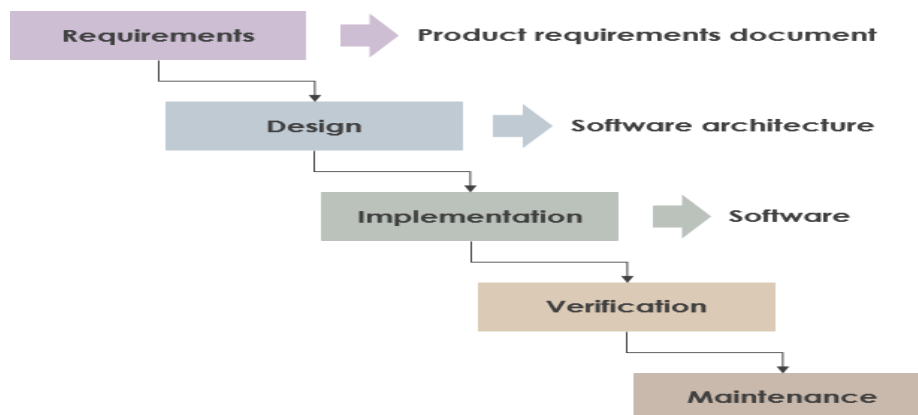 Requirements
Product requirements document
Design
Software architecture
Implementation
Software
Verification
Maintenance